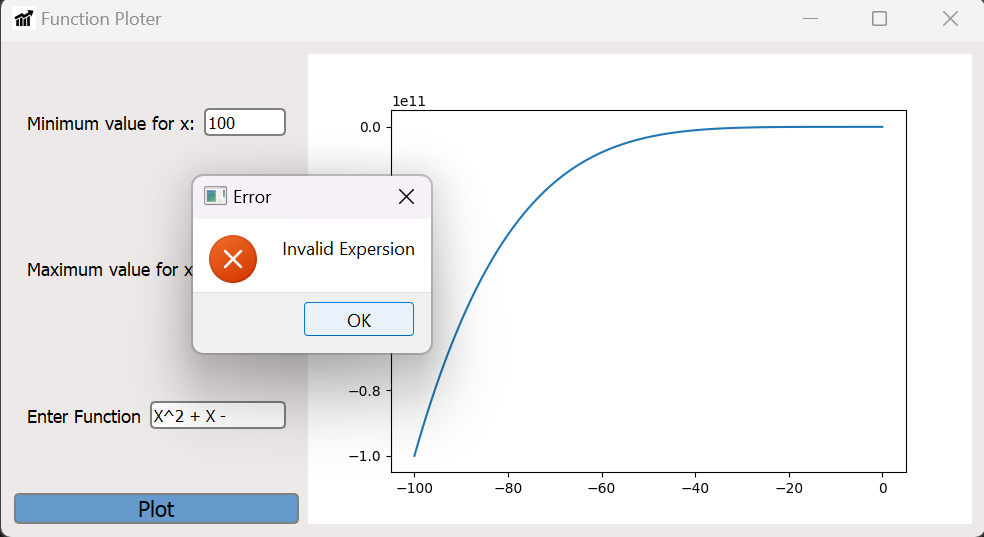 Function Ploter
Minimum value for x: 100
Maximum value for x
Enter Function X^2 + X -
Plot
Error
Invalid Expersion
OK
1e11
0.0
−0.8
−1.0
−100 −80 −60 −40 −20 0